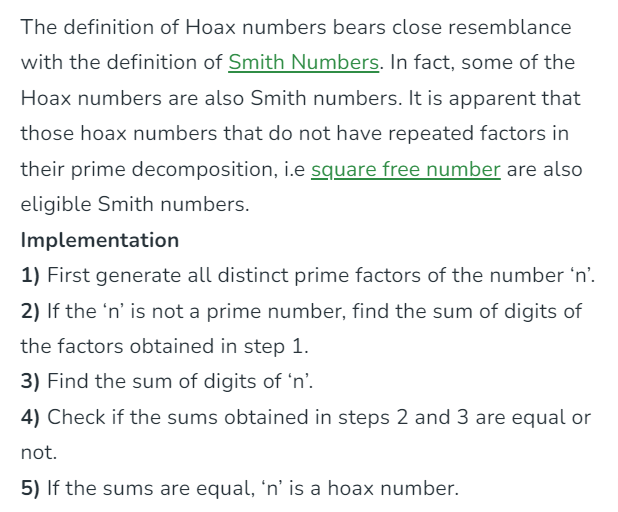 The definition of Hoax numbers bears close resemblance
with the definition of Smith Numbers. In fact, some of the
Hoax numbers are also Smith numbers. It is apparent that
those hoax numbers that do not have repeated factors in
their prime decomposition, i.e square free number are also
eligible Smith numbers.
Implementation
1) First generate all distinct prime factors of the number ‘n’.
2) If the ‘n’ is not a prime number, find the sum of digits of
the factors obtained in step 1.
3) Find the sum of digits of ‘n’.
4) Check if the sums obtained in steps 2 and 3 are equal or
not.
5) If the sums are equal, ‘n’ is a hoax number.